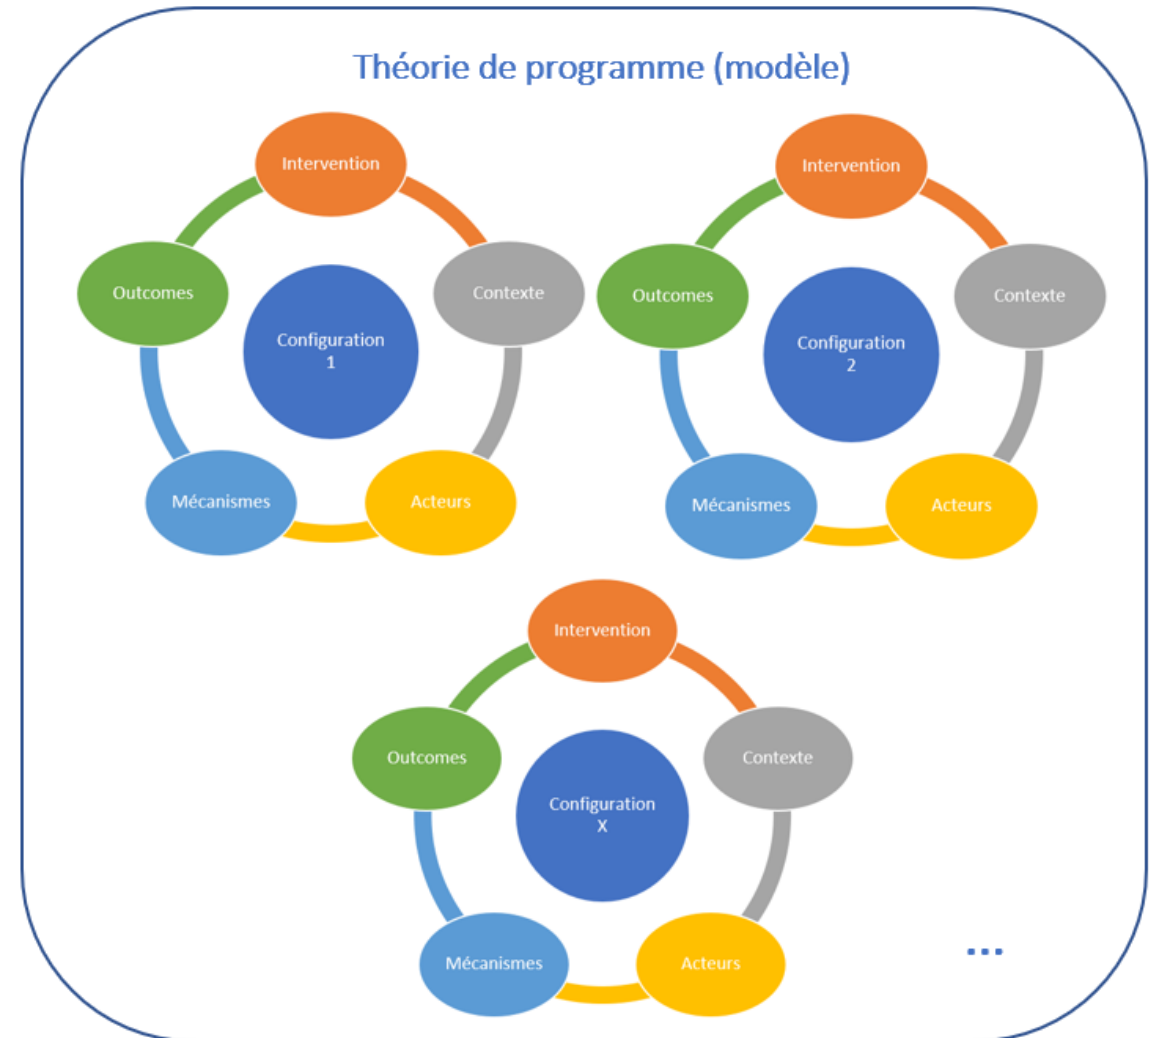 Théorie de programme (modèle)
Intervention
Outcomes
Contexte
Configuration
1
Mécanismes
Acteurs
Intervention
Outcomes
Contexte
Configuration
2
Mécanismes
Acteurs
Intervention
Outcomes
Contexte
Configuration
X
Mécanismes
Acteurs
...